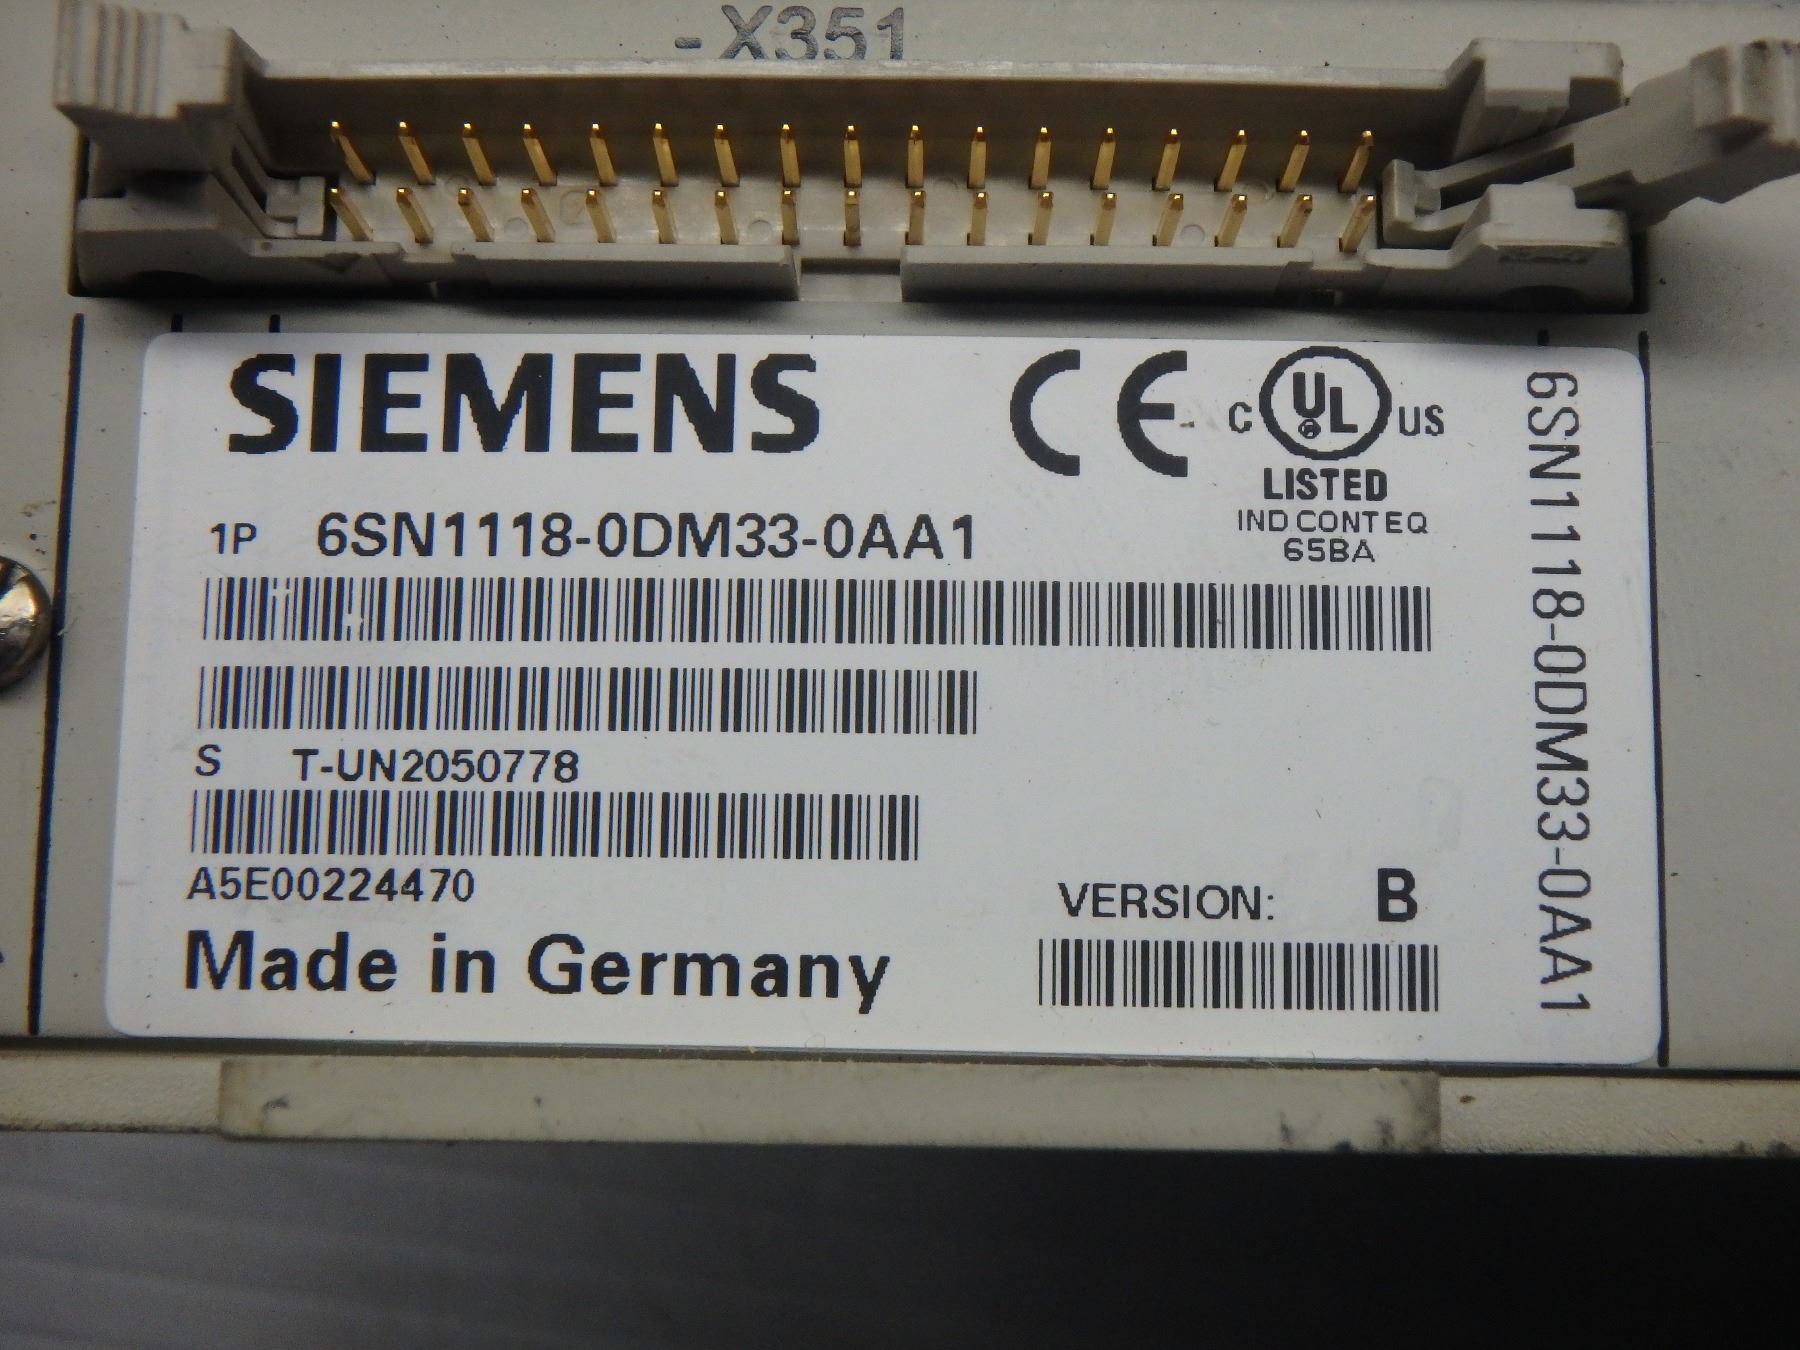 -X351
SIEMENS
CE
C UL ® US
LISTED
IND CONT EQ
65BA
1P 6SN1118-0DM33-0AA1
S T-UN2050778
A5E00224470
VERSION: B
Made in Germany
6SN1118-0DM33-0AA1